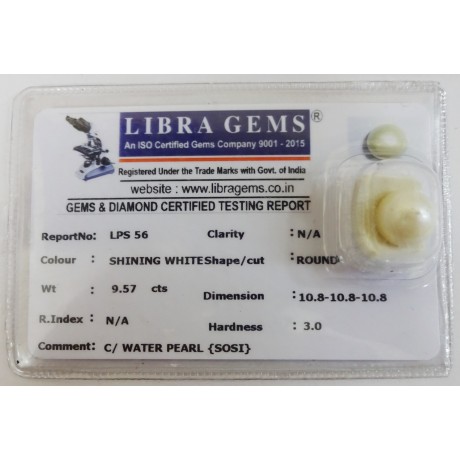 LIBRA GEMS®
An ISO Certified Gems Company 9001 - 2015
Registered Under the Trade Marks with Govt. of India
website : www.libragems.co.in
GEMS & DIAMOND CERTIFIED TESTING REPORT
ReportNo: LPS 56 Clarity : N/A
Colour : SHINING WHITE Shape/cut : ROUND
Wt : 9.57 cts Dimension : 10.8-10.8-10.8
R.Index : N/A Hardness : 3.0
Comment: C/ WATER PEARL {SOSI}